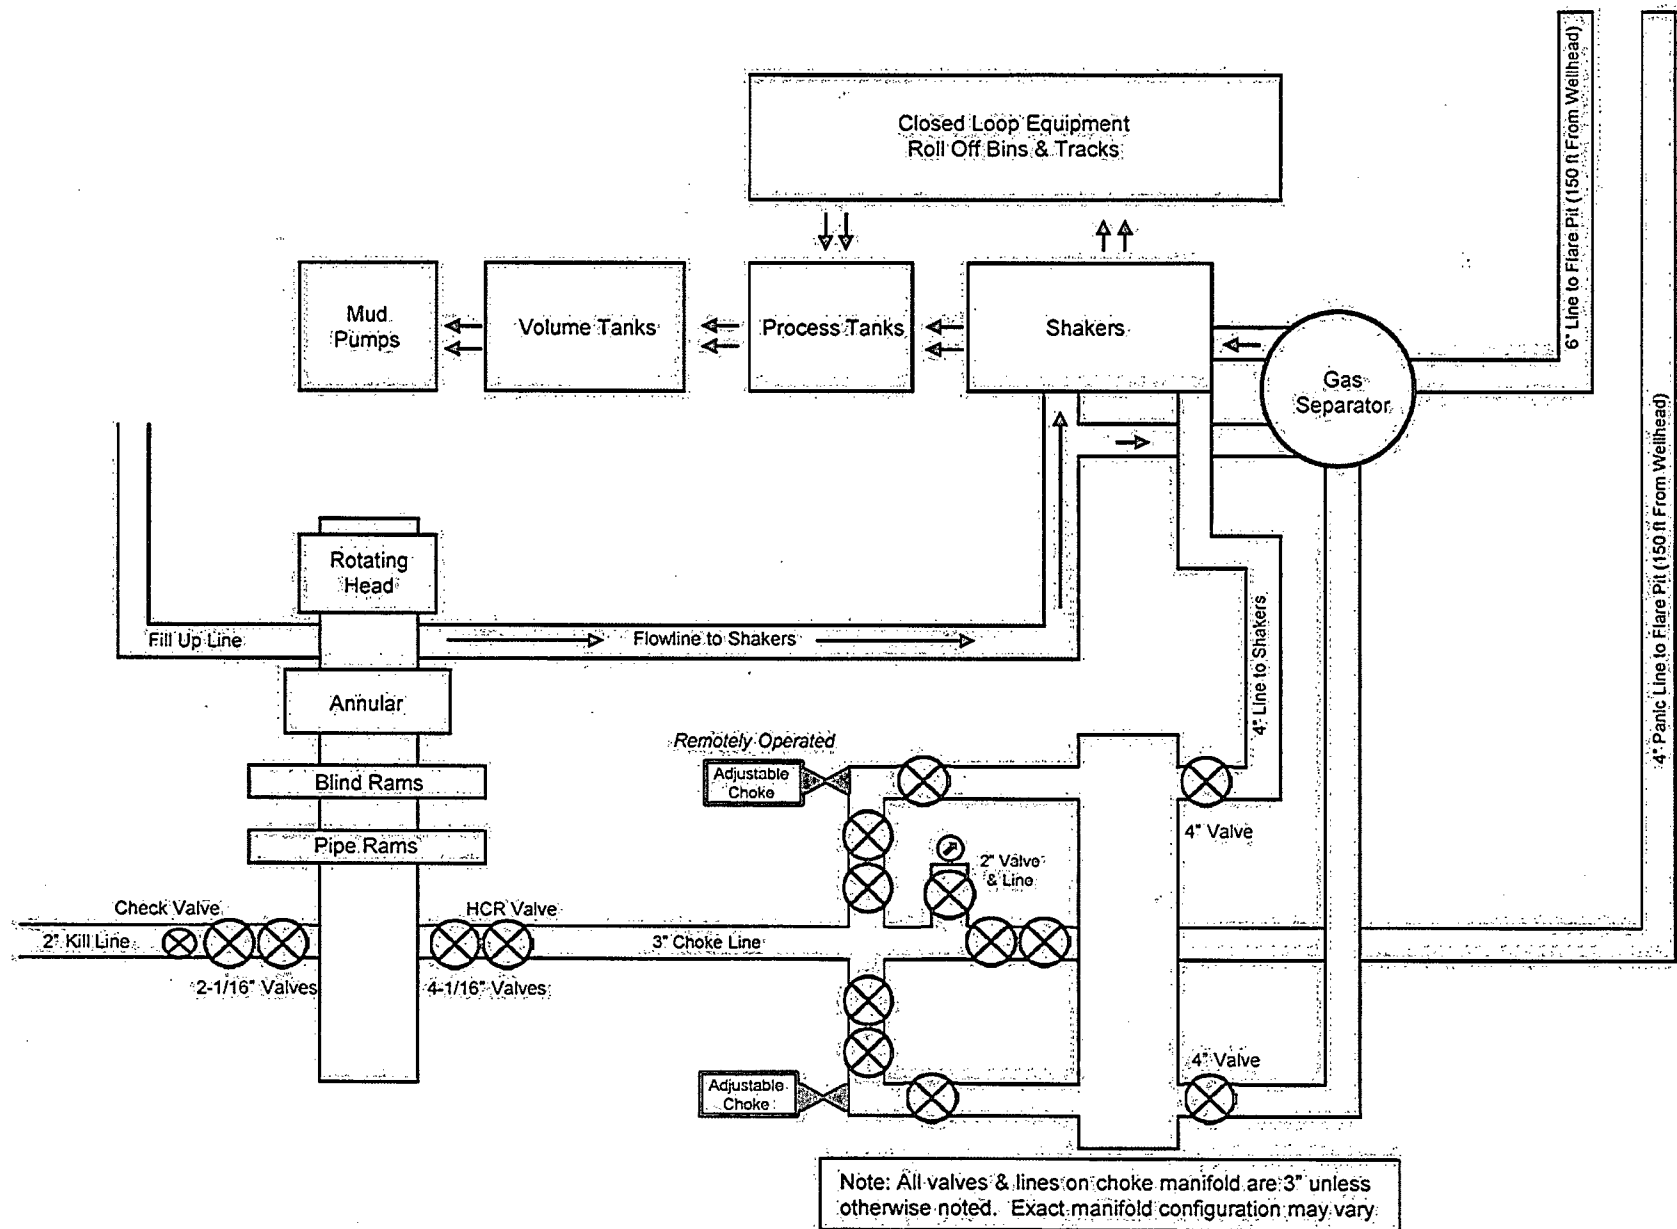 Closed Loop Equipment
Roll Off Bins & Tracks
6" Line to Flare Pit (150 ft From Wellhead)
4" Panic Line to Flare Pit (150 ft From Wellhead)
Mud
Pumps
Volume Tanks
Process Tanks
Shakers
Gas
Separator
Rotating
Head
Fill Up Line
Flowline to Shakers
4" Line to Shakers
Annular
Remotely Operated
Adjustable
Choke
Blind Rams
Pipe Rams
4" Valve
2" Valve
& Line
Check Valve
HCR Valve
2" Kill Line
3" Choke Line
2-1/16" Valves
4-1/16" Valves
4" Valve
Adjustable
Choke
Note: All valves & lines on choke manifold are 3" unless
otherwise noted. Exact manifold configuration may vary